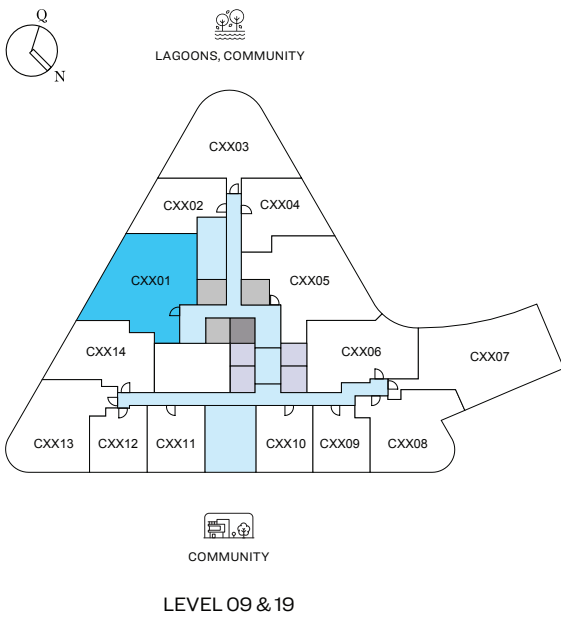 Q
N
LAGOONS, COMMUNITY
CXX03
CXX02
CXX04
CXX01
CXX05
CXX14
CXX06
CXX07
CXX13
CXX12
CXX11
CXX10
CXX09
CXX08
COMMUNITY
LEVEL 09 & 19